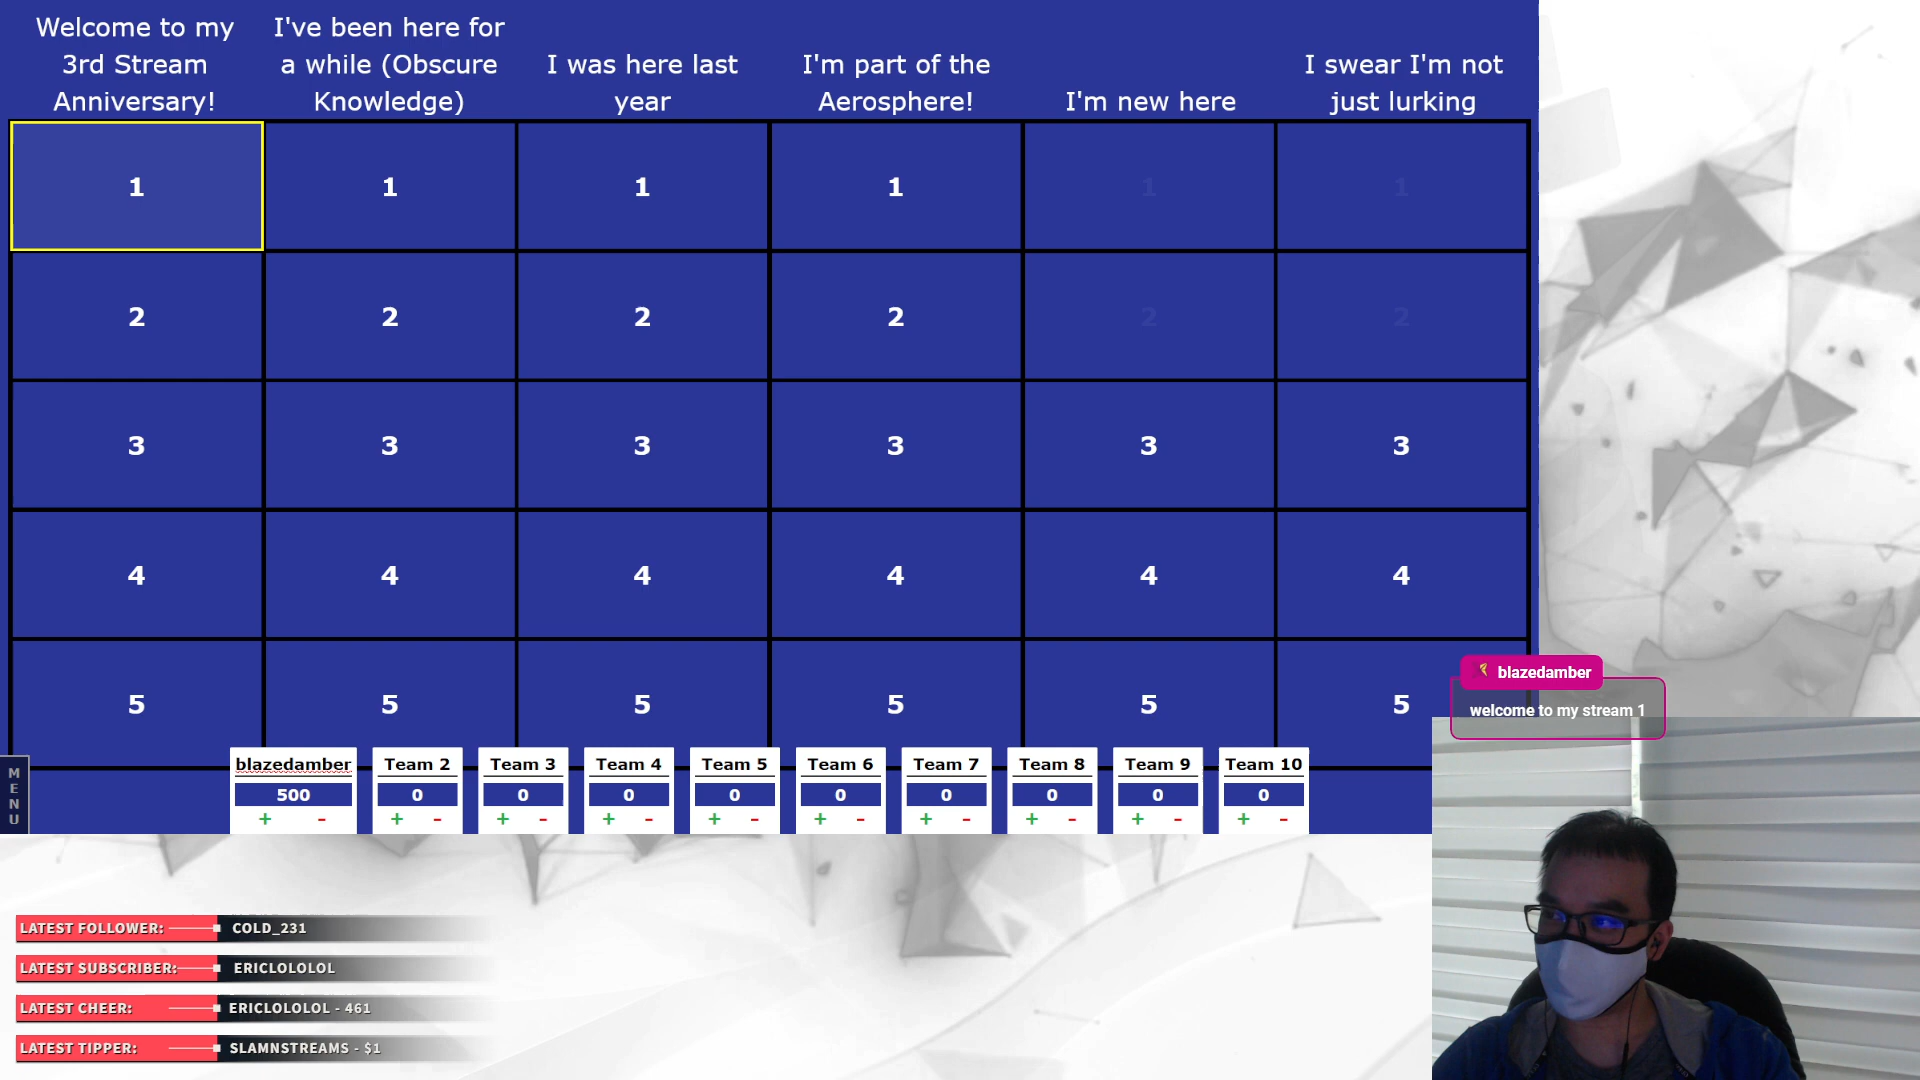 Welcome to my
3rd Stream
Anniversary!
I've been here for
a while (Obscure
Knowledge)
I was here last
year
I'm part of the
Aerosphere!
I'm new here
I swear I'm not
just lurking
1 1 1 1 1 1
2 2 2 2 2 2
3 3 3 3 3 3
4 4 4 4 4 4
5 5 5 5 5 5
blazedamber
welcome to my stream 1
MENU
blazedamber Team 2 Team 3 Team 4 Team 5 Team 6 Team 7 Team 8 Team 9 Team 10
500 0 0 0 0 0 0 0 0 0
+ - + - + - + - + - + - + - + - + - + -
LATEST FOLLOWER: COLD_231
LATEST SUBSCRIBER: ERICLOLOLOL
LATEST CHEER: ERICLOLOLOL - 461
LATEST TIPPER: SLAMNSTREAMS - $1